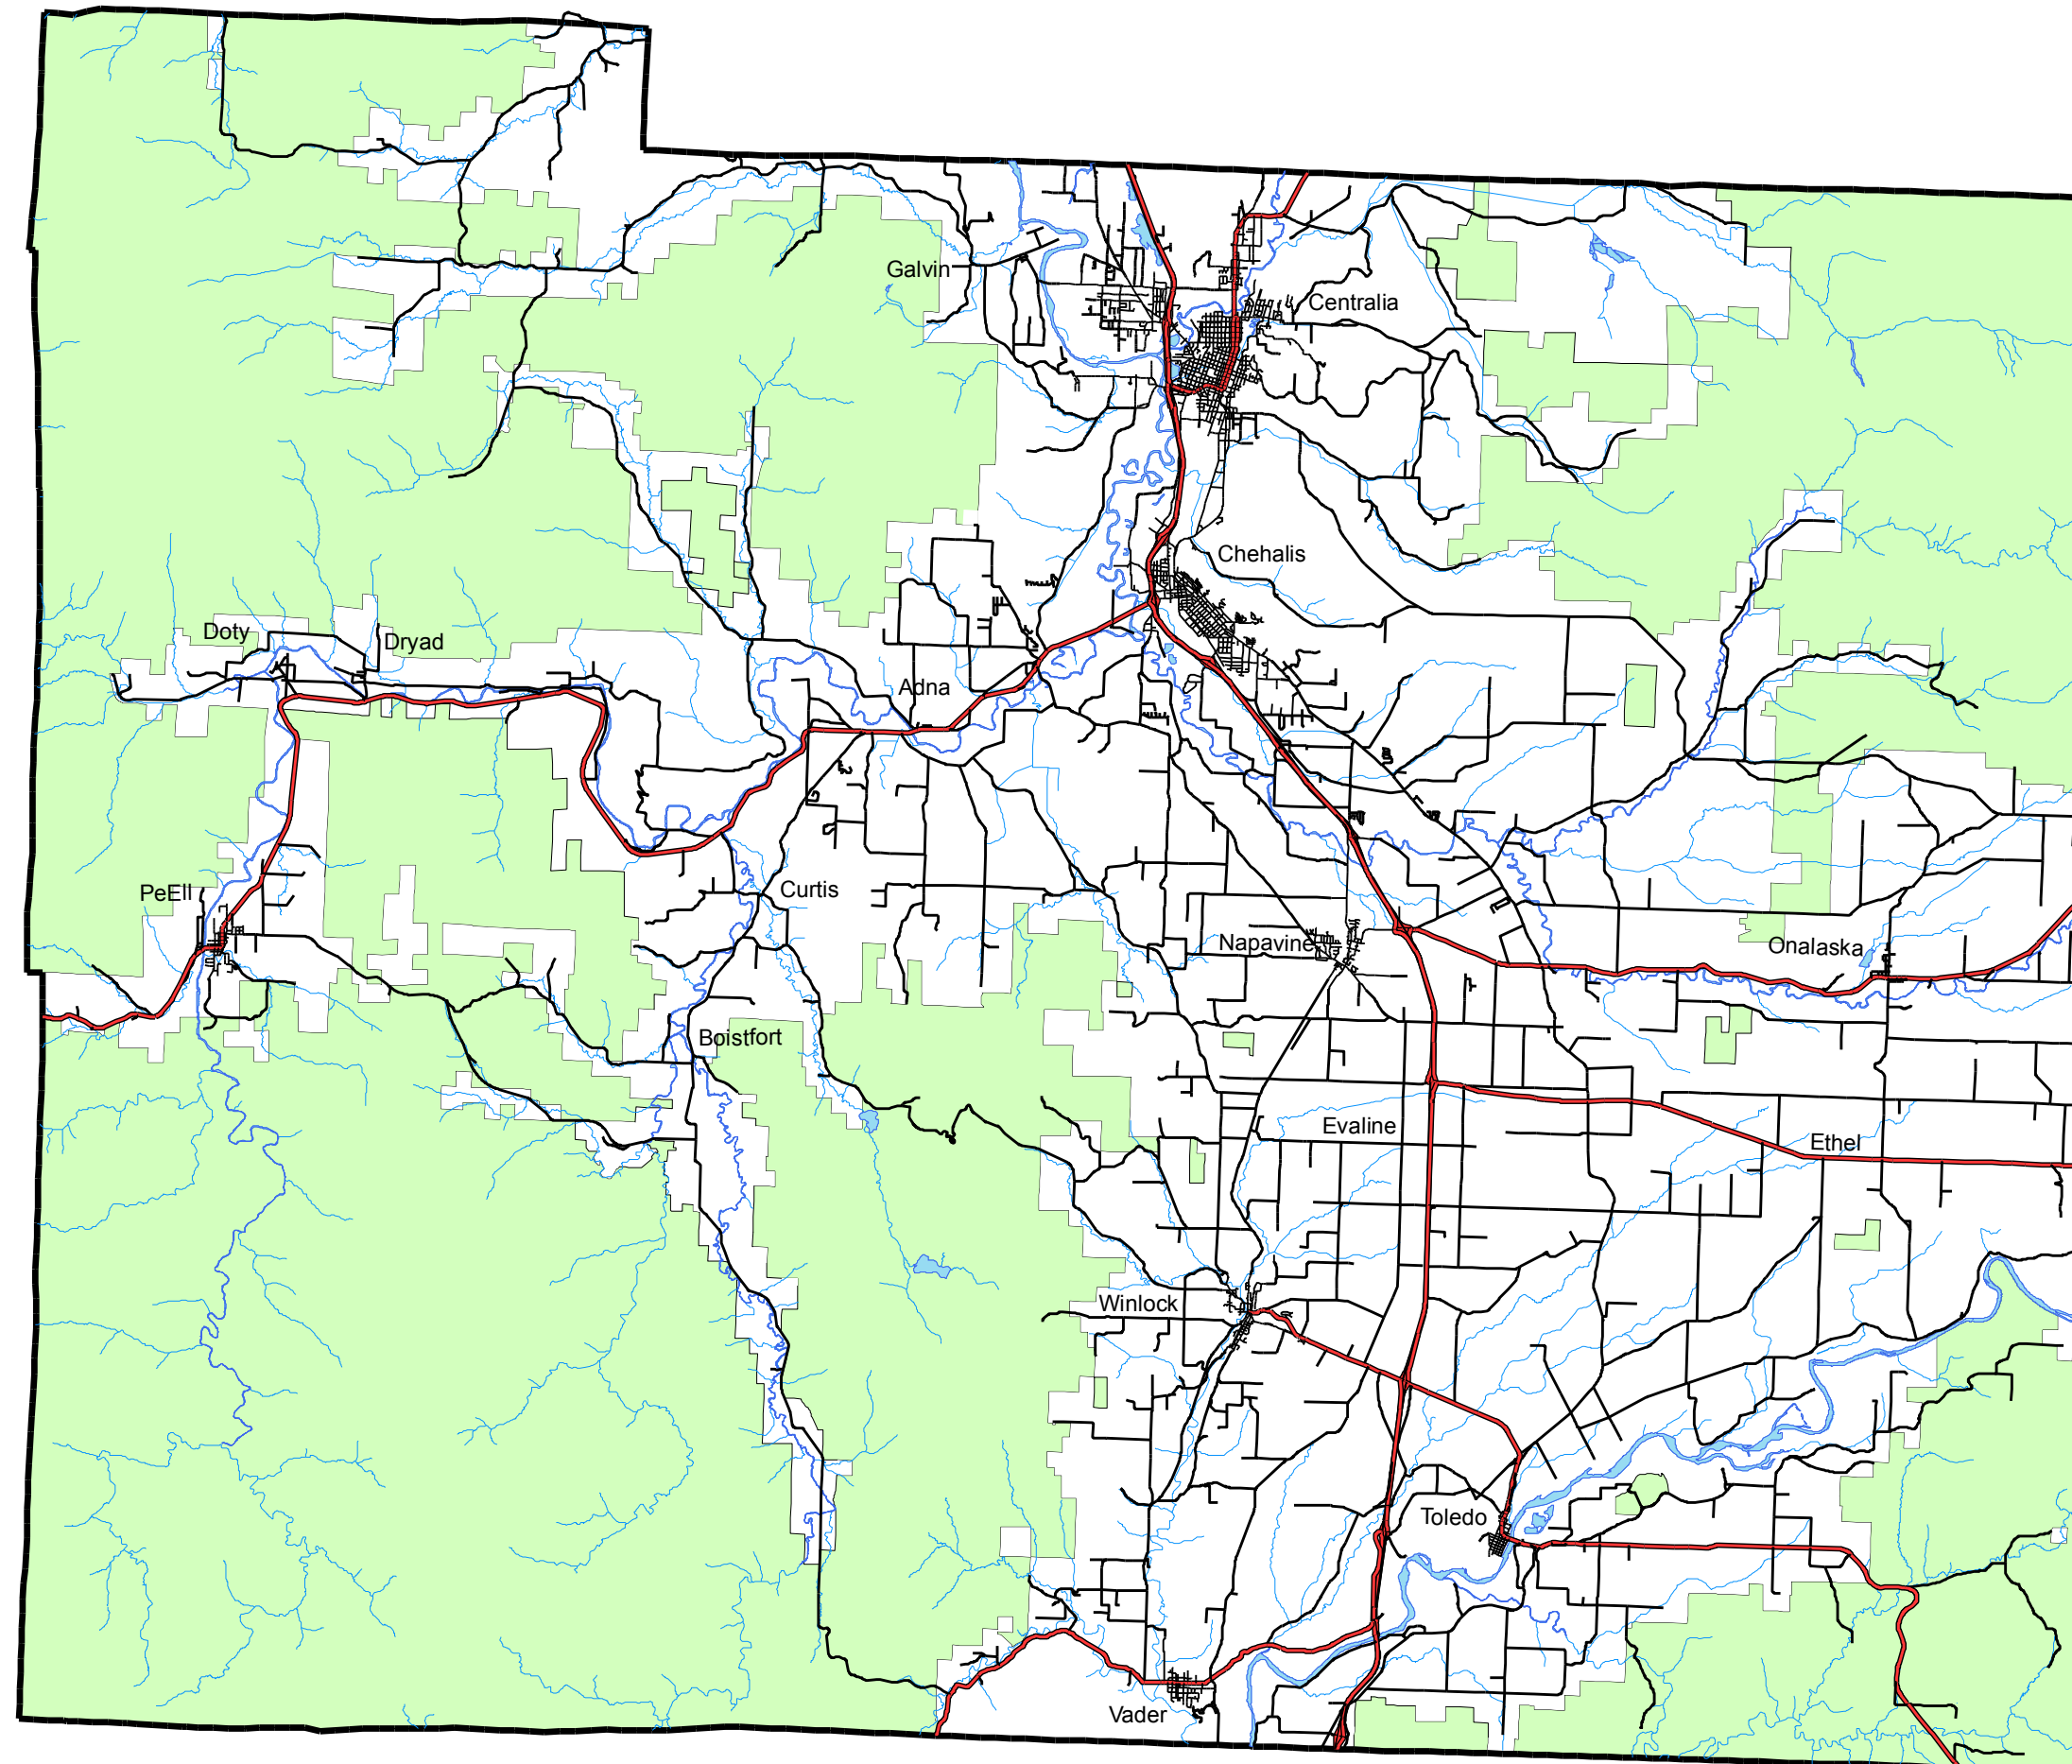 Galvin
Centralia
Chehalis
Doty
Dryad
Adna
PeEll
Curtis
Napavine
Onalaska
Boistfort
Evaline
Ethel
Winlock
Toledo
Vader